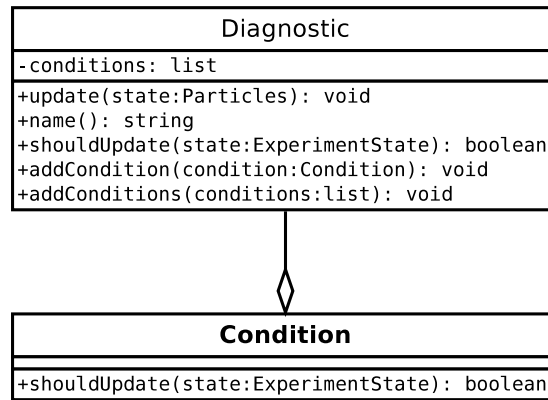 Diagnostic
-conditions: list
+update(state:Particles): void
+name(): string
+shouldUpdate(state:ExperimentState): boolean
+addCondition(condition:Condition): void
+addConditions(conditions:list): void
Condition
+shouldUpdate(state:ExperimentState): boolean